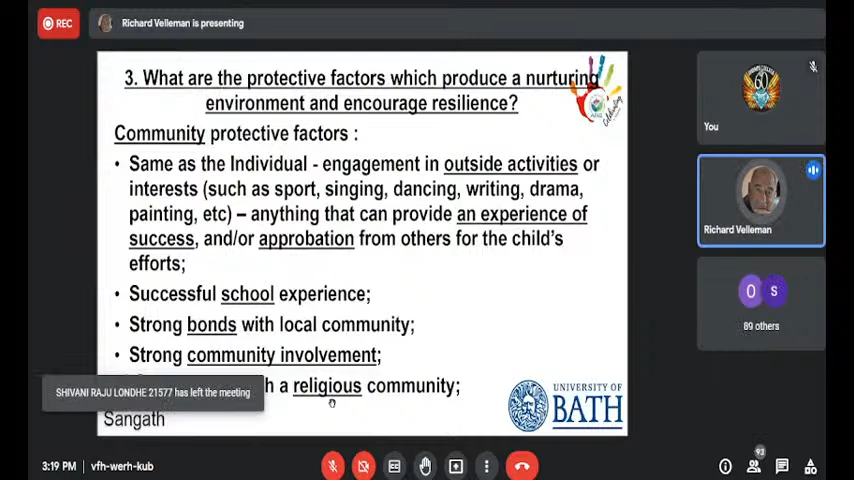 REC
Richard Velleman is presenting
3. What are the protective factors which produce a nurturing
environment and encourage resilience?
Community protective factors :
• Same as the Individual - engagement in outside activities or
interests (such as sport, singing, dancing, writing, drama,
painting, etc) – anything that can provide an experience of
success, and/or approbation from others for the child's
efforts;
• Successful school experience;
• Strong bonds with local community;
• Strong community involvement;
h a religious community;
SHIVANI RAJU LONDHE 21577 has left the meeting
Sangath
UNIVERSITY OF
BATH
60
You
Richard Velleman
O S
89 others
3:19 PM | vfh-werh-kub
93